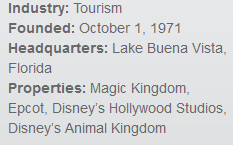 Industry: Tourism
Founded: October 1, 1971
Headquarters: Lake Buena Vista,
Florida
Properties: Magic Kingdom,
Epcot, Disney's Hollywood Studios,
Disney's Animal Kingdom